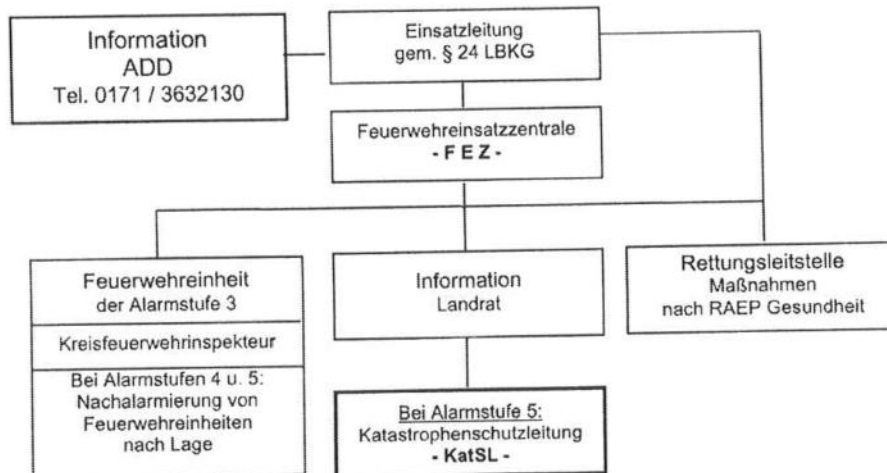 Information
ADD
Tel. 0171 / 3632130
Einsatzleitung
gem. § 24 LBKG
Feuerwehreinsatzzentrale
- F E Z -
Feuerwehreinheit
der Alarmstufe 3
Kreisfeuerwehrinspekteur
Bei Alarmstufen 4 u. 5:
Nachalarmierung von
Feuerwehreinheiten
nach Lage
Information
Landrat
Bei Alarmstufe 5:
Katastrophenschutzleitung
- KatSL -
Rettungsleitstelle
Maßnahmen
nach RAEP Gesundheit